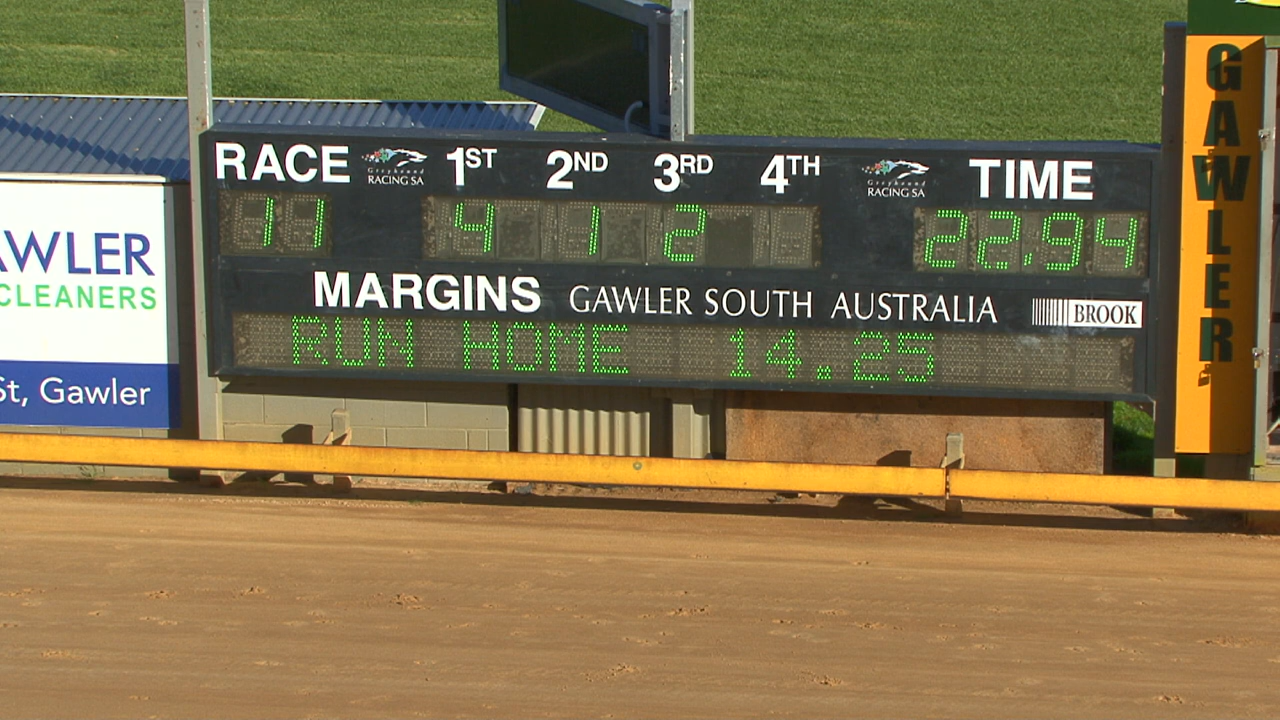 RACE Greyhound RACING SA 1ST 2ND 3RD 4TH Greyhound RACING SA TIME
11 4 1 2 22.94
MARGINS GAWLER SOUTH AUSTRALIA BROOK
RUN HOME 14.25
AWLER
CLEANERS
St, Gawler
GAWLER